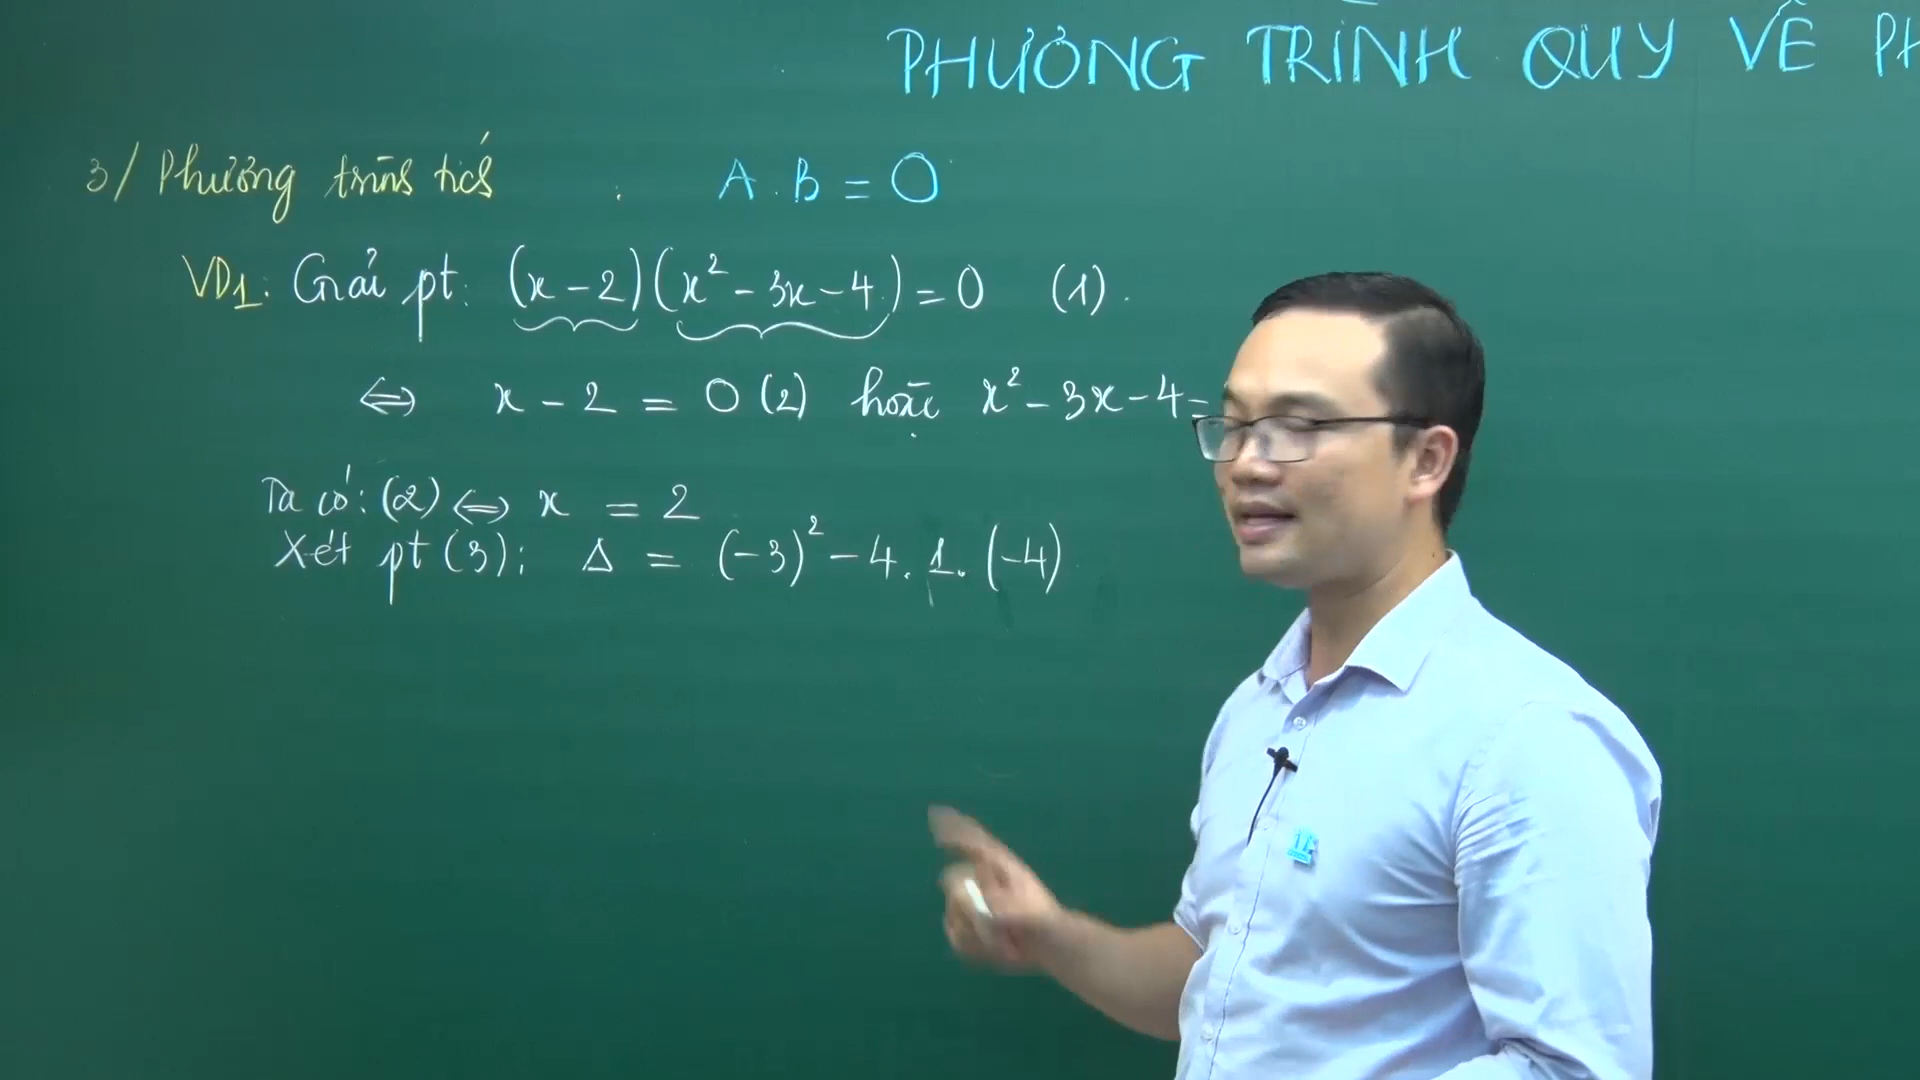 PHƯƠNG TRÌNH QUY VỀ PH
3/ Phương trình tích : A.B = 0
VD1: Giải pt: (x - 2)(x² - 3x - 4) = 0 (1).
⇔ x - 2 = 0 (2) hoặc x² - 3x - 4 =
Ta có: (2) ⇔ x = 2
Xét pt (3): Δ = (-3)² - 4. 1. (-4)